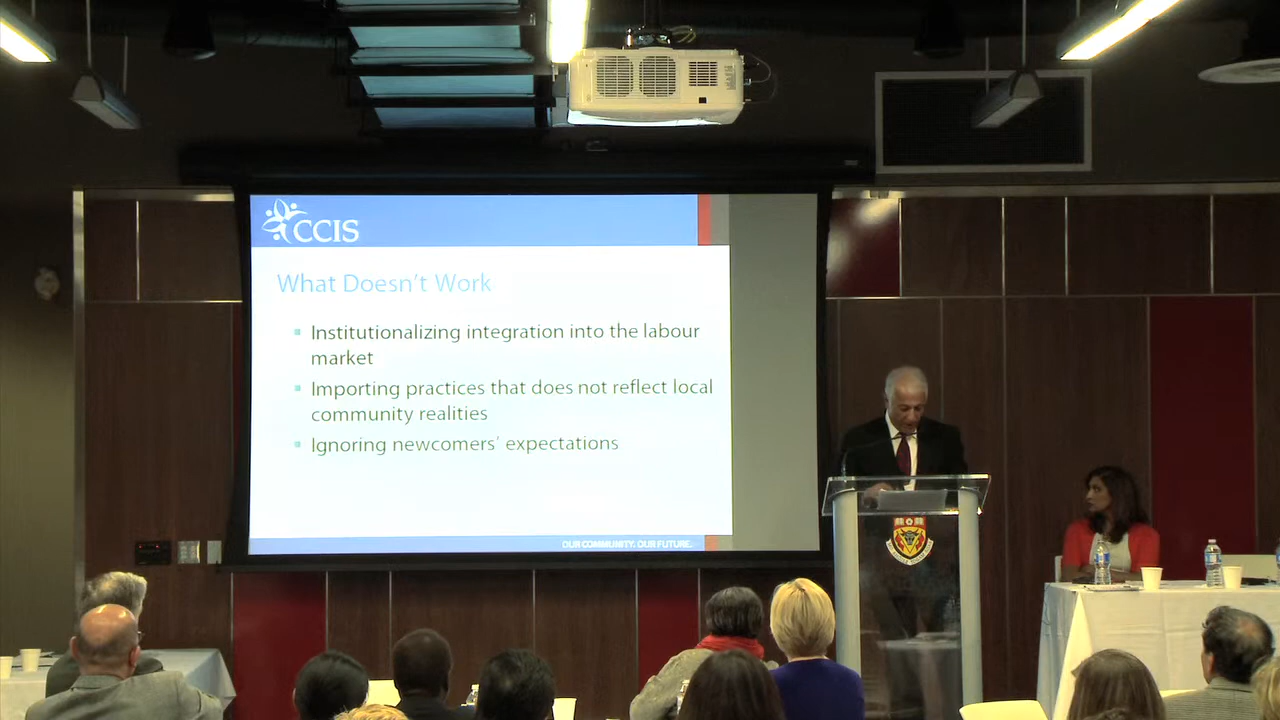 CCIS
What Doesn't Work
Institutionalizing integration into the labour
market
Importing practices that does not reflect local
community realities
Ignoring newcomers' expectations
OUR COMMUNITY. OUR FUTURE.